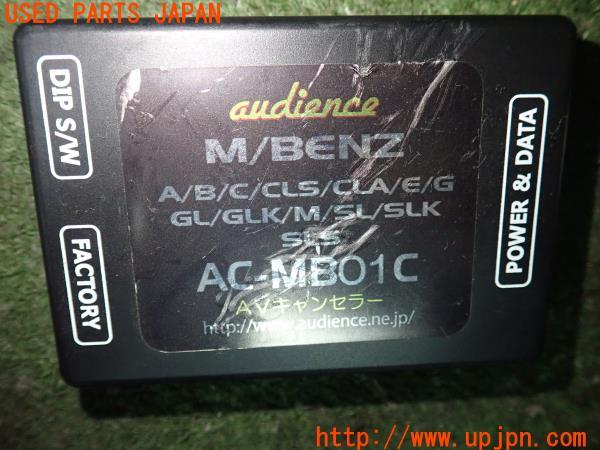 USED PARTS JAPAN
DIP S/W
FACTORY
audience
M/BENZ
A/B/C/CLS/CLA/E/G
GL/GLK/M/SL/SLK
SLS
AC-MB01C
AVキャンセラー
http://www.audience.ne.jp/
POWER & DATA
http://www.upjpn.com